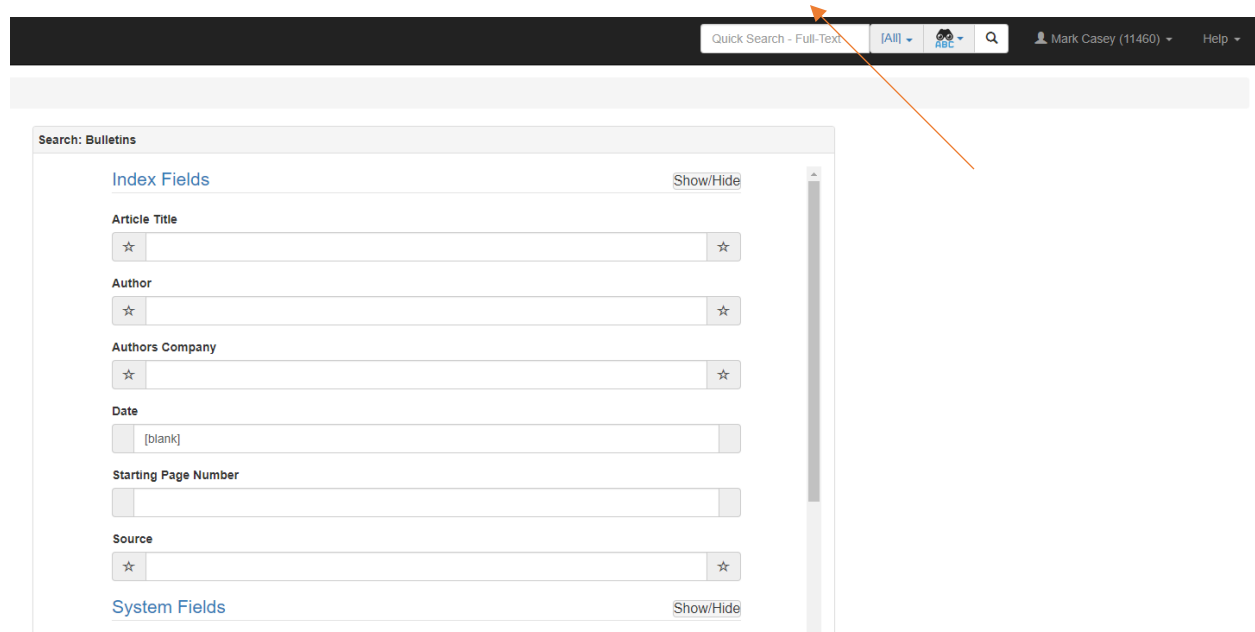 Quick Search - Full-Text [All] ABC Mark Casey (11460) Help
Search: Bulletins
Index Fields Show/Hide
Article Title
Author
Authors Company
Date
[blank]
Starting Page Number
Source
System Fields Show/Hide